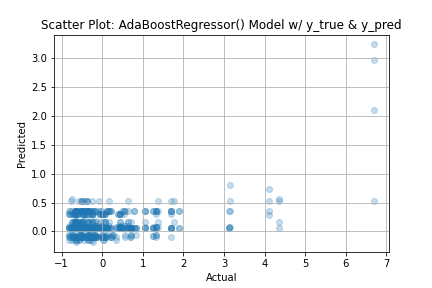 Scatter Plot: AdaBoostRegressor() Model w/ y_true & y_pred
3.0
2.5
2.0
1.5
1.0
0.5
0.0
Predicted
−1 0 1 2 3 4 5 6 7
Actual